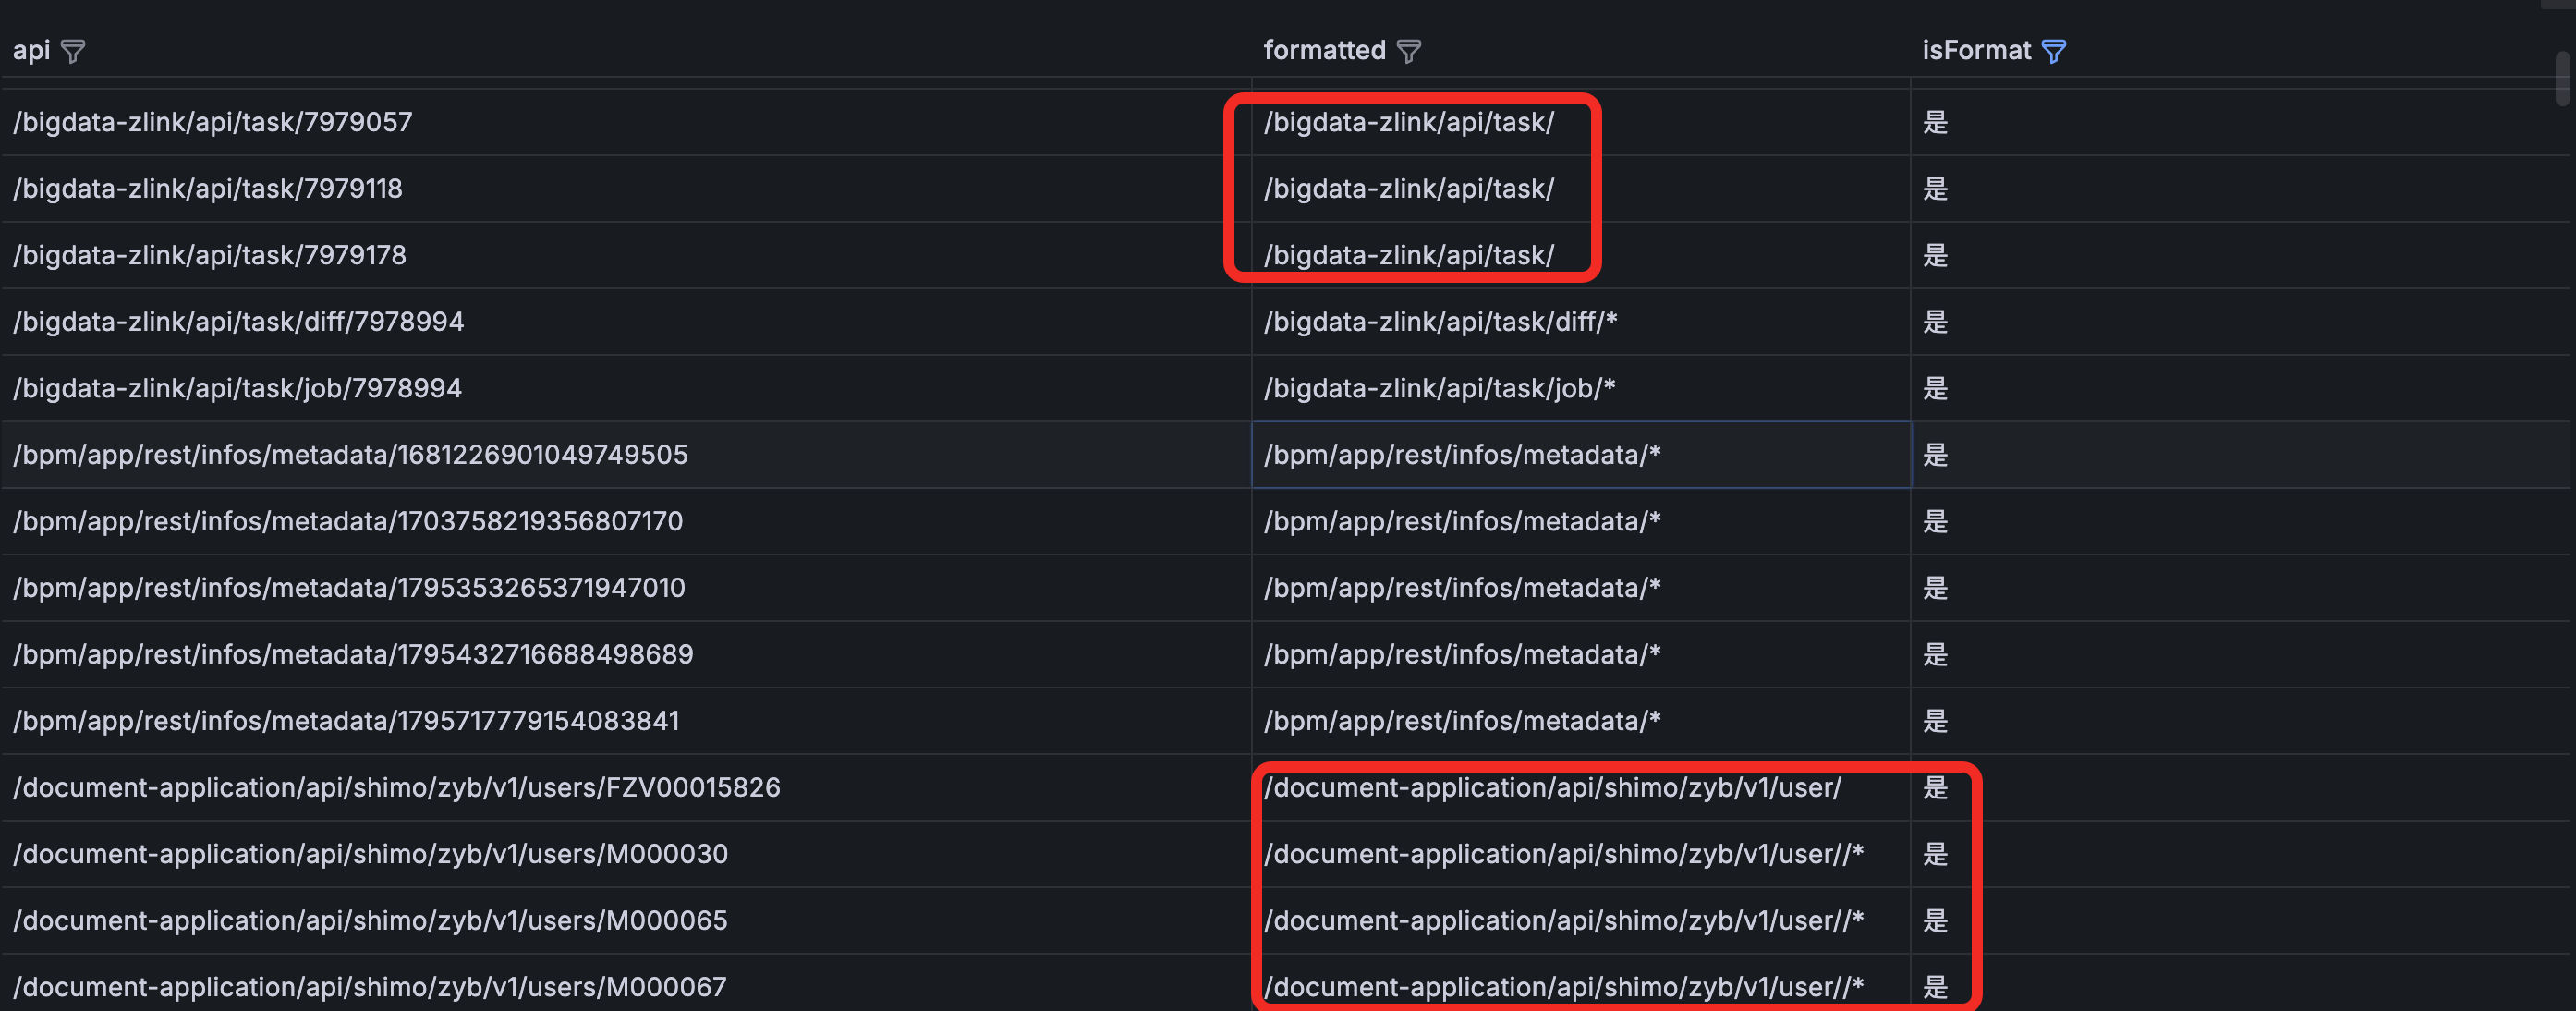 api formatted isFormat
/bigdata-zlink/api/task/7979057 /bigdata-zlink/api/task/ 是
/bigdata-zlink/api/task/7979118 /bigdata-zlink/api/task/ 是
/bigdata-zlink/api/task/7979178 /bigdata-zlink/api/task/ 是
/bigdata-zlink/api/task/diff/7978994 /bigdata-zlink/api/task/diff/* 是
/bigdata-zlink/api/task/job/7978994 /bigdata-zlink/api/task/job/* 是
/bpm/app/rest/infos/metadata/1681226901049749505 /bpm/app/rest/infos/metadata/* 是
/bpm/app/rest/infos/metadata/1703758219356807170 /bpm/app/rest/infos/metadata/* 是
/bpm/app/rest/infos/metadata/1795353265371947010 /bpm/app/rest/infos/metadata/* 是
/bpm/app/rest/infos/metadata/1795432716688498689 /bpm/app/rest/infos/metadata/* 是
/bpm/app/rest/infos/metadata/1795717779154083841 /bpm/app/rest/infos/metadata/* 是
/document-application/api/shimo/zyb/v1/users/FZV00015826 /document-application/api/shimo/zyb/v1/user/ 是
/document-application/api/shimo/zyb/v1/users/M000030 /document-application/api/shimo/zyb/v1/user//* 是
/document-application/api/shimo/zyb/v1/users/M000065 /document-application/api/shimo/zyb/v1/user//* 是
/document-application/api/shimo/zyb/v1/users/M000067 /document-application/api/shimo/zyb/v1/user//* 是